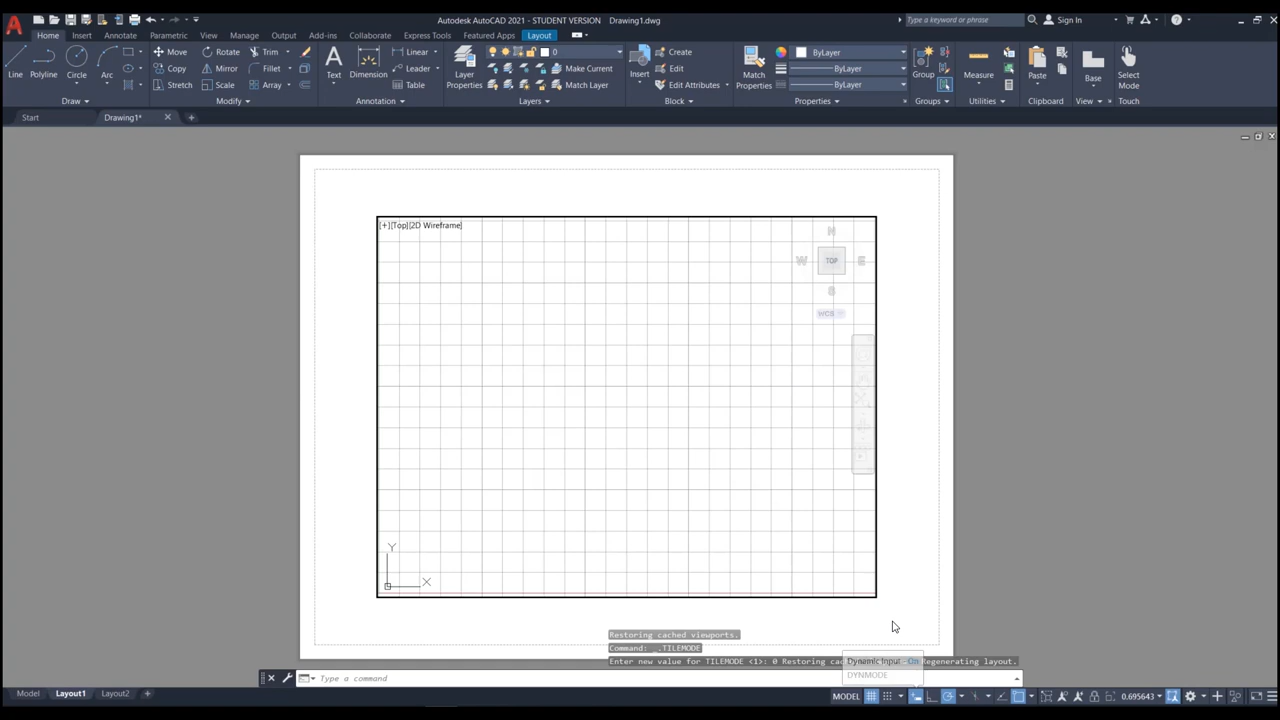 Autodesk AutoCAD 2021 - STUDENT VERSION Drawing1.dwg
Type a keyword or phrase
Sign In
Home Insert Annotate Parametric View Manage Output Add-ins Collaborate Express Tools Featured Apps Layout
Line Polyline Circle Arc
Move Rotate Trim
Copy Mirror Fillet
Stretch Scale Array
Text Dimension
Linear
Leader
Table
Layer Properties
0
Make Current
Match Layer
Insert
Create
Edit
Edit Attributes
Match Properties
ByLayer
ByLayer
ByLayer
Group
Measure
Paste
Base
Select Mode
Draw Modify Annotation Layers Block Properties Groups Utilities Clipboard View Touch
Start Drawing1*
[+][Top][2D Wireframe]
N
W TOP E
S
WCS
Y
X
Restoring cached viewports.
Command: _.TILEMODE
Enter new value for TILEMODE <1>: 0 Restoring cac
Dynamic Input - On
Regenerating layout.
DYNMODE
Type a command
Model Layout1 Layout2
MODEL
0.695643